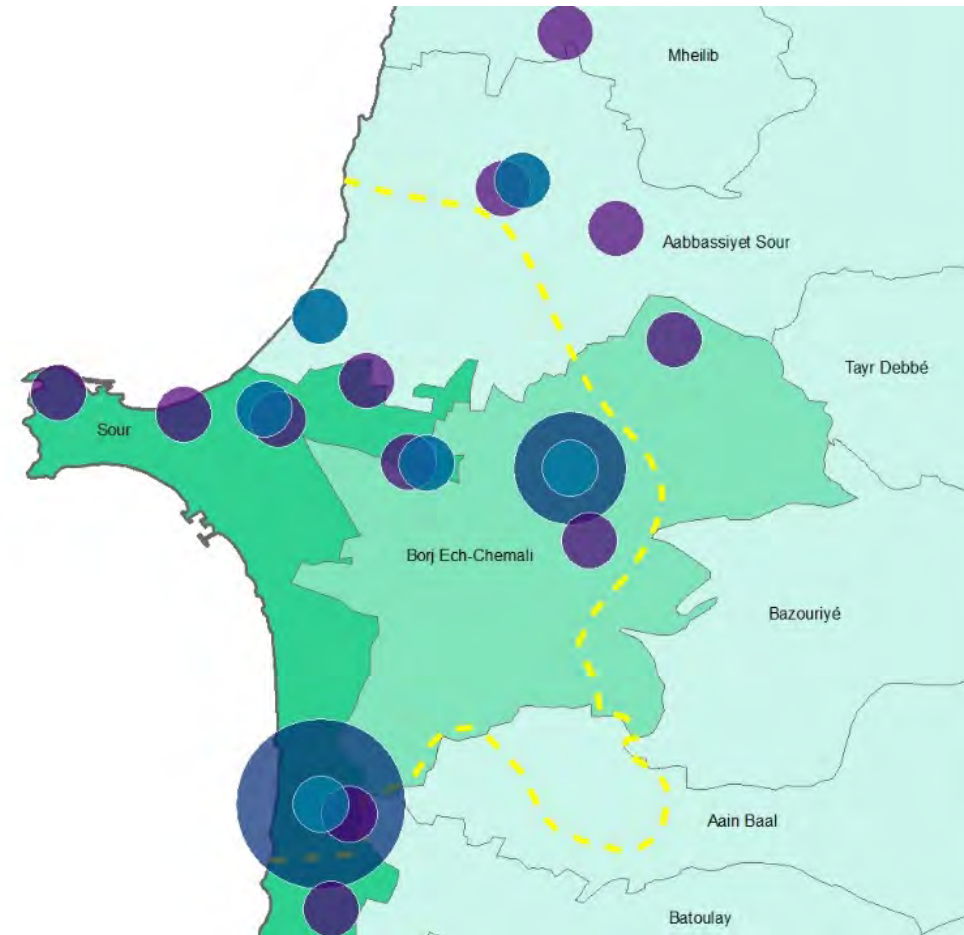 Mheilib
Aabbassiyet Sour
Tayr Debbé
Sour
Borj Ech-Chemali
Bazouriyé
Aain Baal
Batoulay